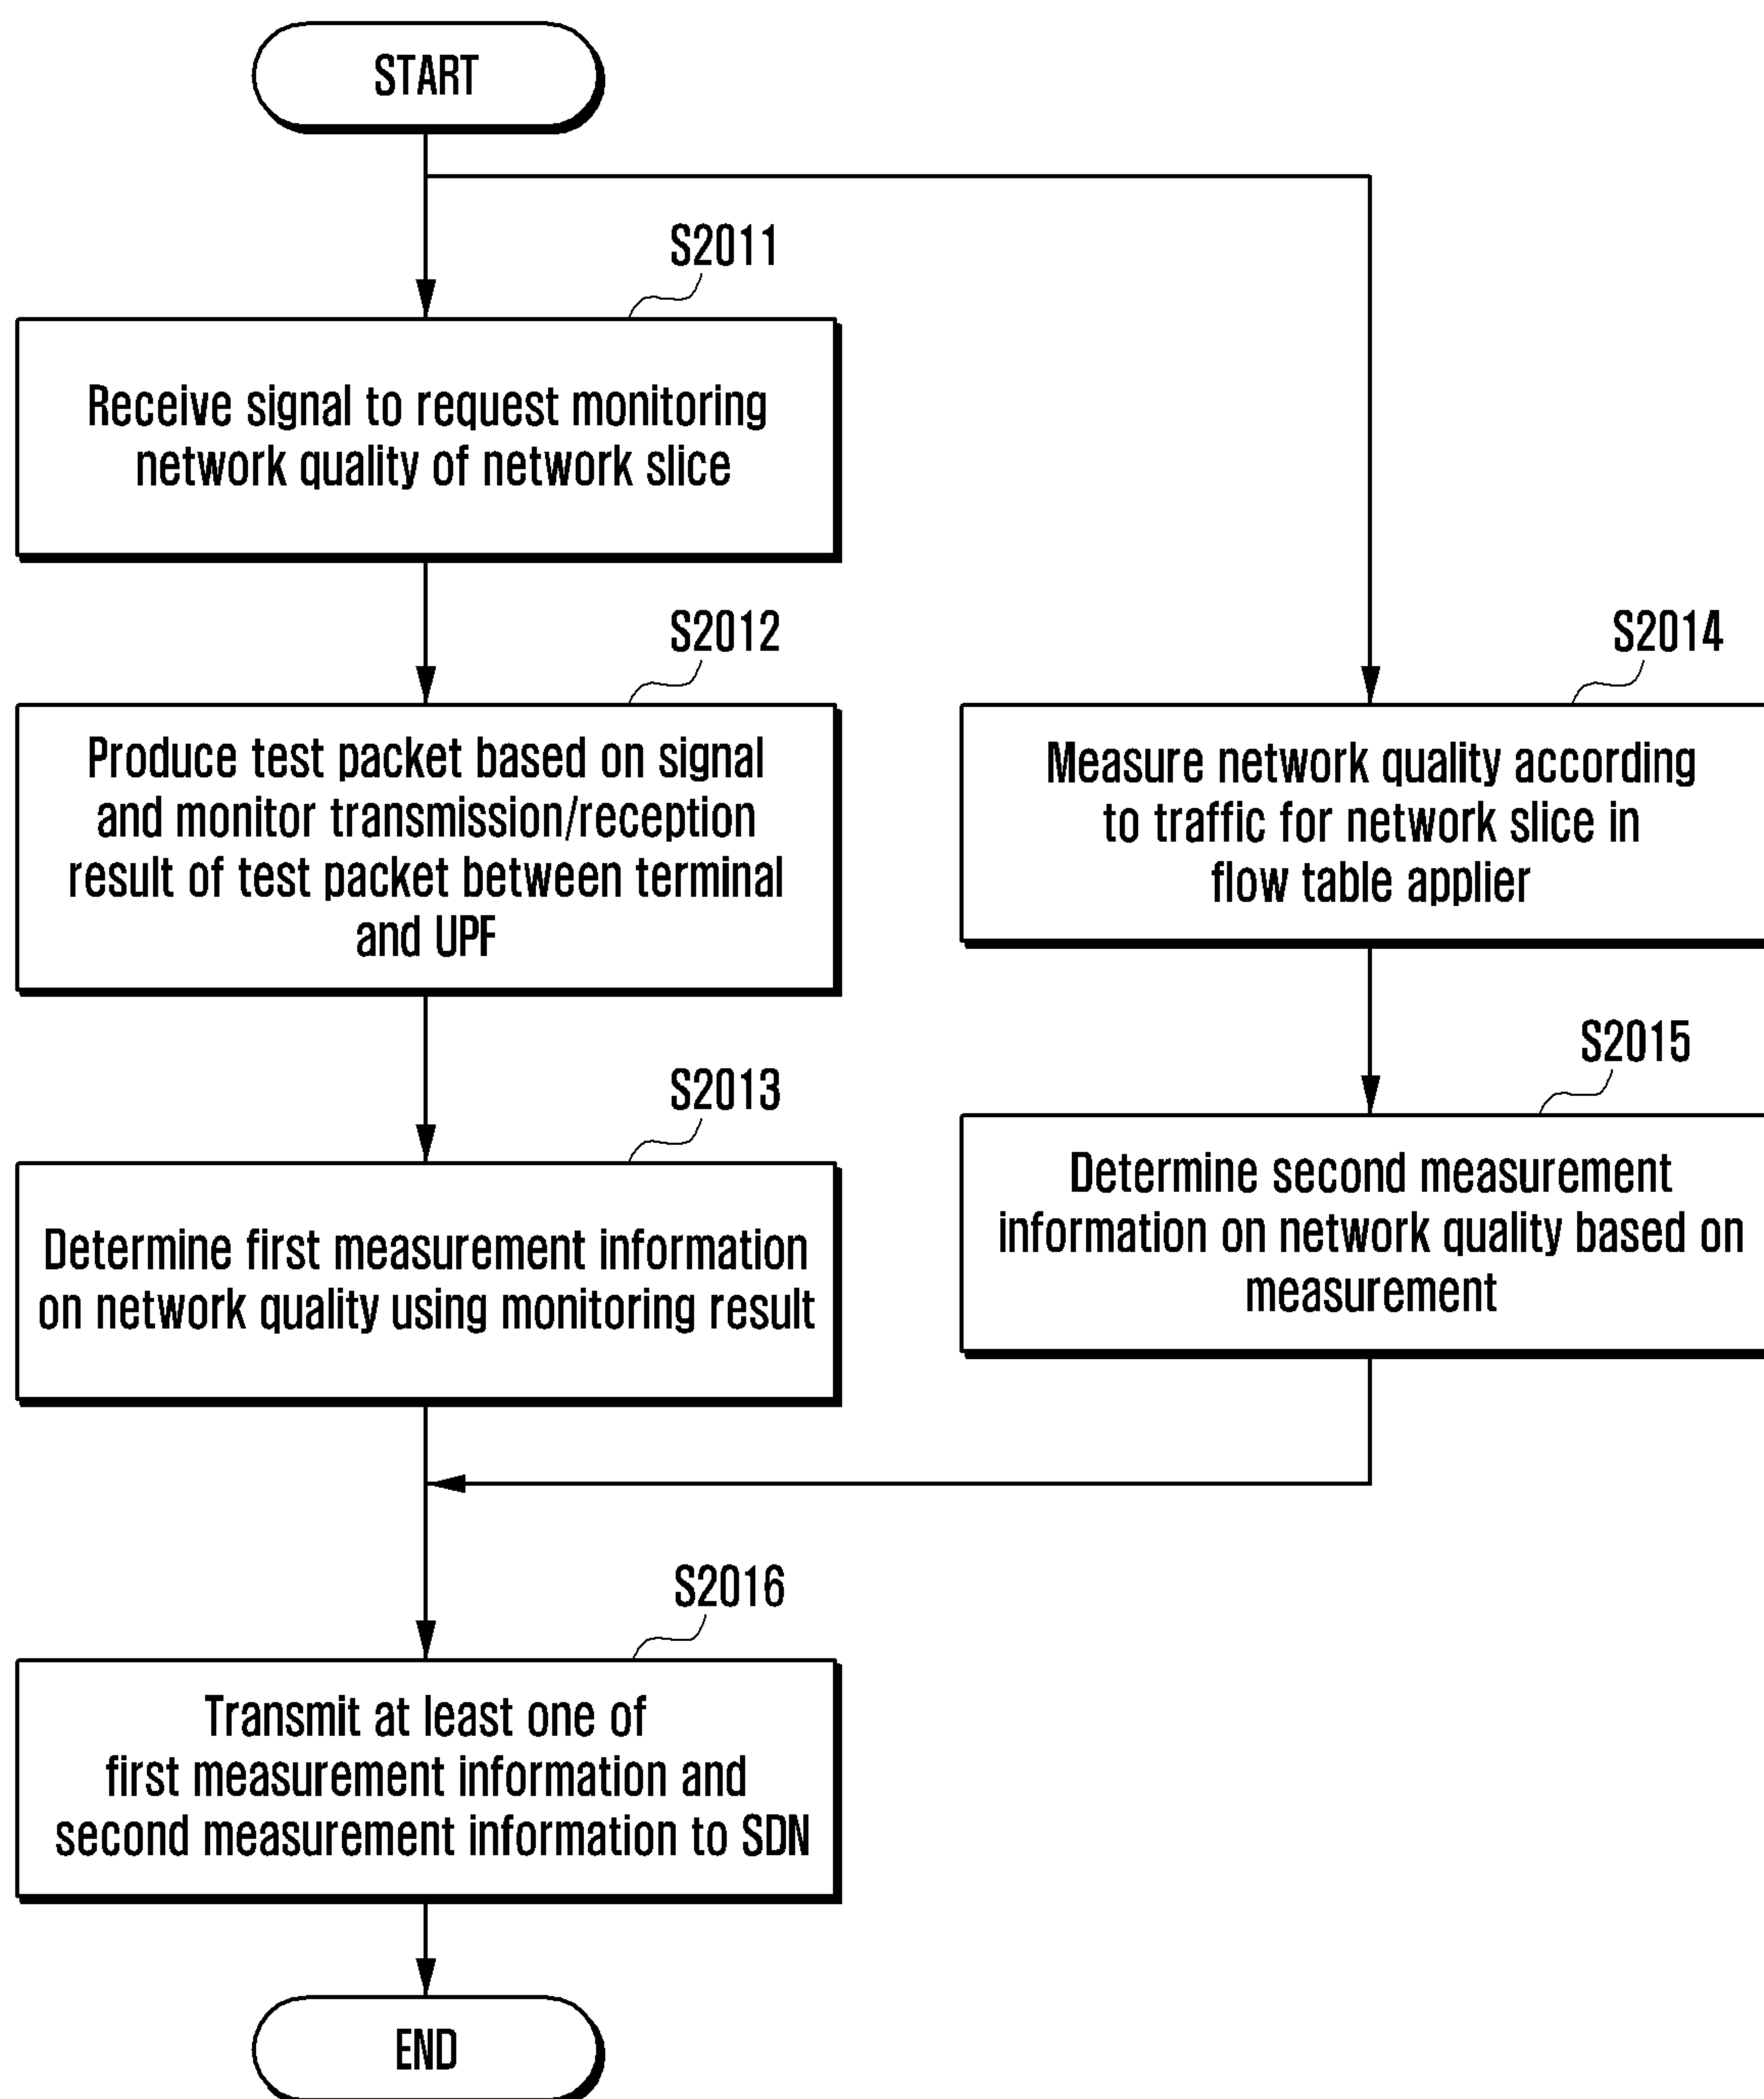 START
S2011
Receive signal to request monitoring
network quality of network slice
S2012
Produce test packet based on signal
and monitor transmission/reception
result of test packet between terminal
and UPF
S2013
Determine first measurement information
on network quality using monitoring result
S2014
Measure network quality according
to traffic for network slice in
flow table applier
S2015
Determine second measurement
information on network quality based on
measurement
S2016
Transmit at least one of
first measurement information and
second measurement information to SDN
END